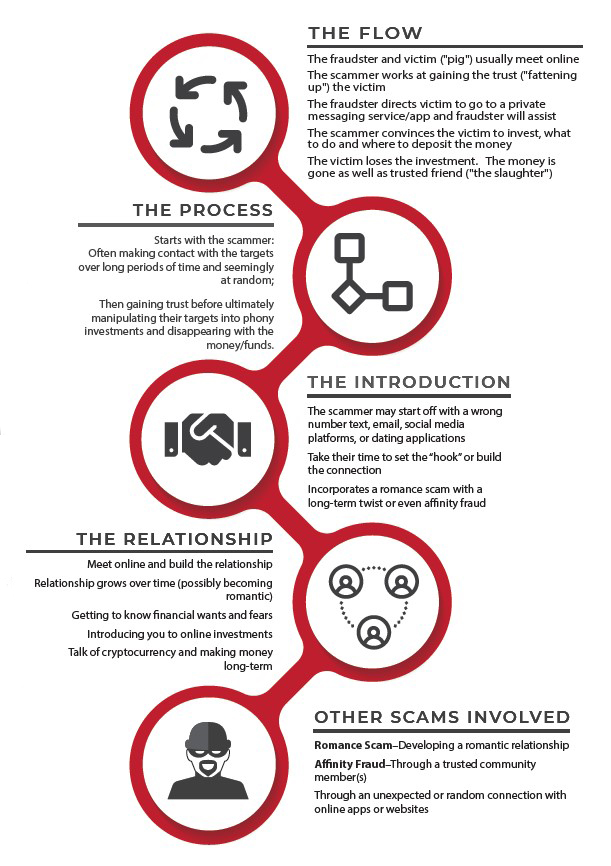 THE FLOW
The fraudster and victim ("pig") usually meet online
The scammer works at gaining the trust ("fattening
up") the victim
The fraudster directs victim to go to a private
messaging service/app and fraudster will assist
The scammer convinces the victim to invest, what
to do and where to deposit the money
The victim loses the investment. The money is
gone as well as trusted friend ("the slaughter")
THE PROCESS
Starts with the scammer:
Often making contact with the targets
over long periods of time and seemingly
at random;
Then gaining trust before ultimately
manipulating their targets into phony
investments and disappearing with the
money/funds.
THE INTRODUCTION
The scammer may start off with a wrong
number text, email, social media
platforms, or dating applications
Take their time to set the “hook” or build
the connection
Incorporates a romance scam with a
long-term twist or even affinity fraud
THE RELATIONSHIP
Meet online and build the relationship
Relationship grows over time (possibly becoming
romantic)
Getting to know financial wants and fears
Introducing you to online investments
Talk of cryptocurrency and making money
long-term
OTHER SCAMS INVOLVED
Romance Scam–Developing a romantic relationship
Affinity Fraud–Through a trusted community
member(s)
Through an unexpected or random connection with
online apps or websites